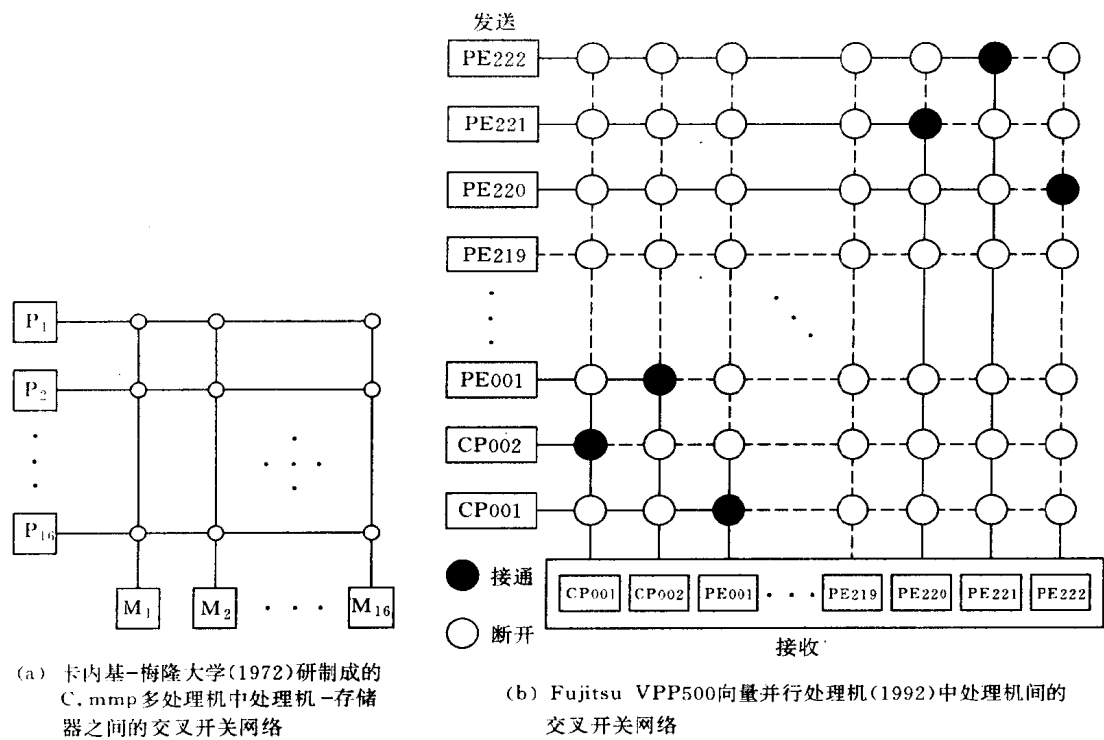 发送
PE222
PE221
PE220
PE219
PE001
CP002
CP001
接通
断开
CP001 CP002 PE001 · · · PE219 PE220 PE221 PE222
接收
P1
P2
P16
M1 M2 · · · M16
(a) 卡内基-梅隆大学(1972)研制成的
C.mmp多处理机中处理机-存储
器之间的交叉开关网络
(b) Fujitsu VPP500向量并行处理机(1992)中处理机间的
交叉开关网络